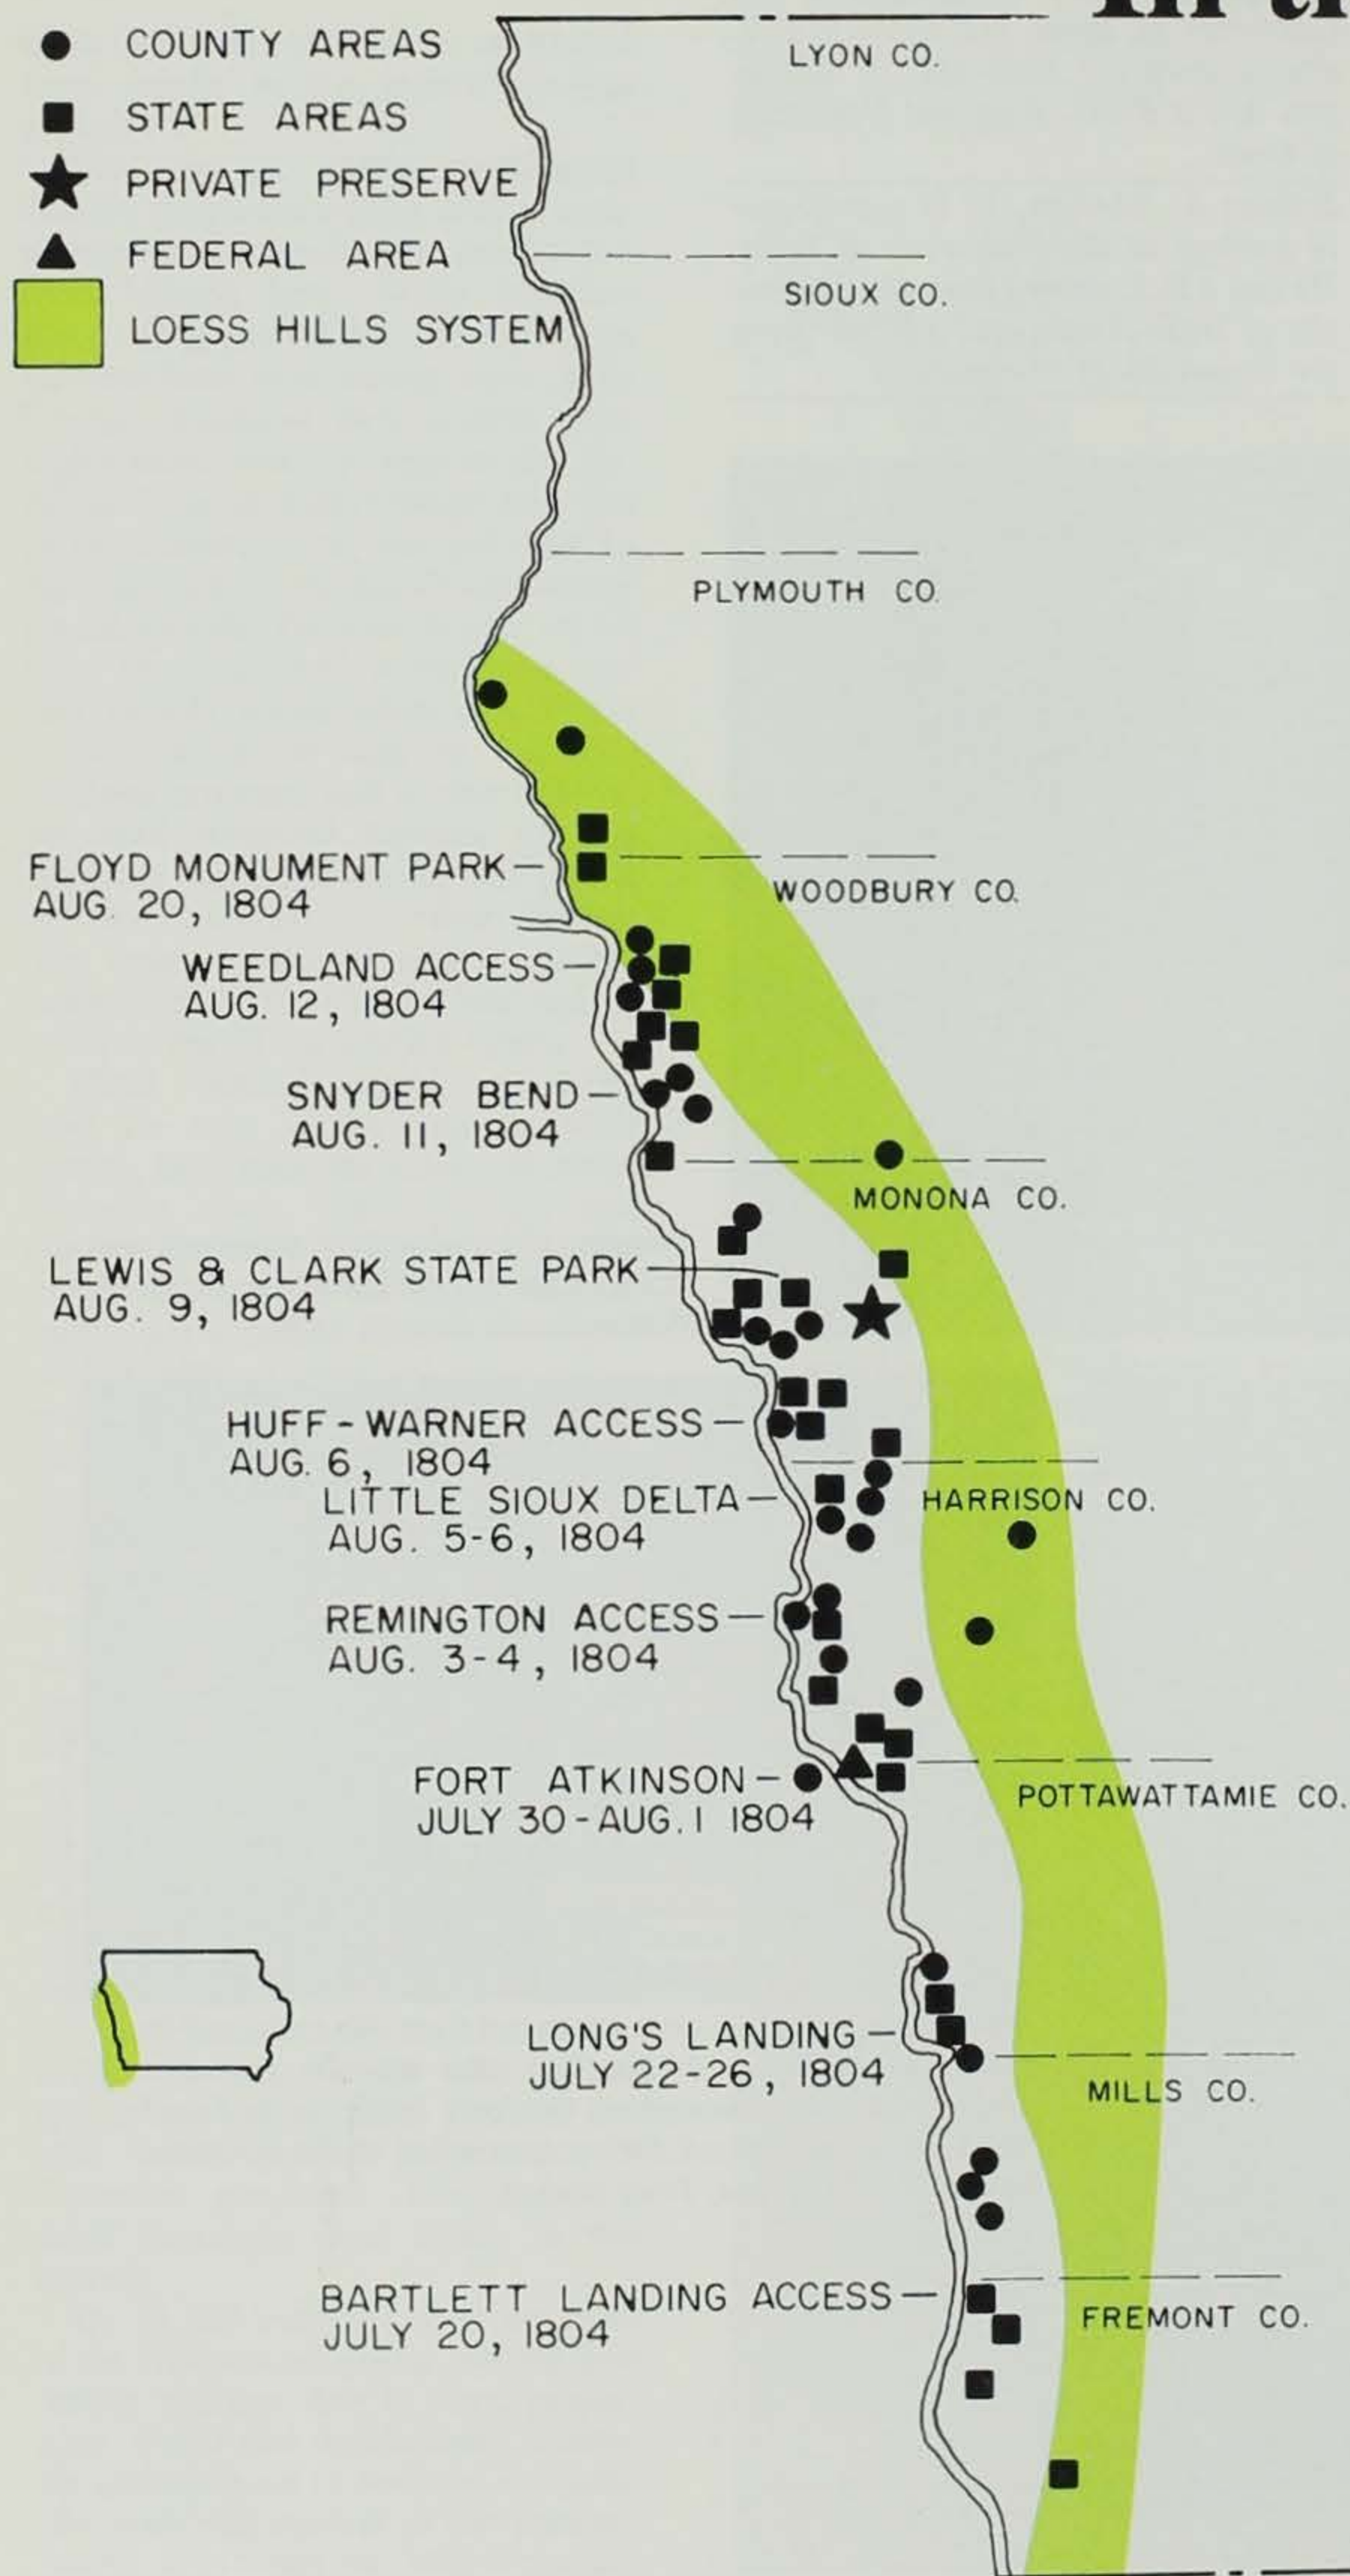 In th
COUNTY AREAS
STATE AREAS
PRIVATE PRESERVE
FEDERAL AREA
LOESS HILLS SYSTEM
LYON CO.
SIOUX CO.
PLYMOUTH CO.
FLOYD MONUMENT PARK
AUG. 20, 1804
WOODBURY CO.
WEEDLAND ACCESS
AUG. 12, 1804
SNYDER BEND
AUG. 11, 1804
MONONA CO.
LEWIS & CLARK STATE PARK
AUG. 9, 1804
HUFF-WARNER ACCESS
AUG. 6, 1804
LITTLE SIOUX DELTA
AUG. 5-6, 1804
HARRISON CO.
REMINGTON ACCESS
AUG. 3-4, 1804
FORT ATKINSON
JULY 30-AUG. 1 1804
POTTAWATTAMIE CO.
LONG'S LANDING
JULY 22-26, 1804
MILLS CO.
BARTLETT LANDING ACCESS
JULY 20, 1804
FREMONT CO.